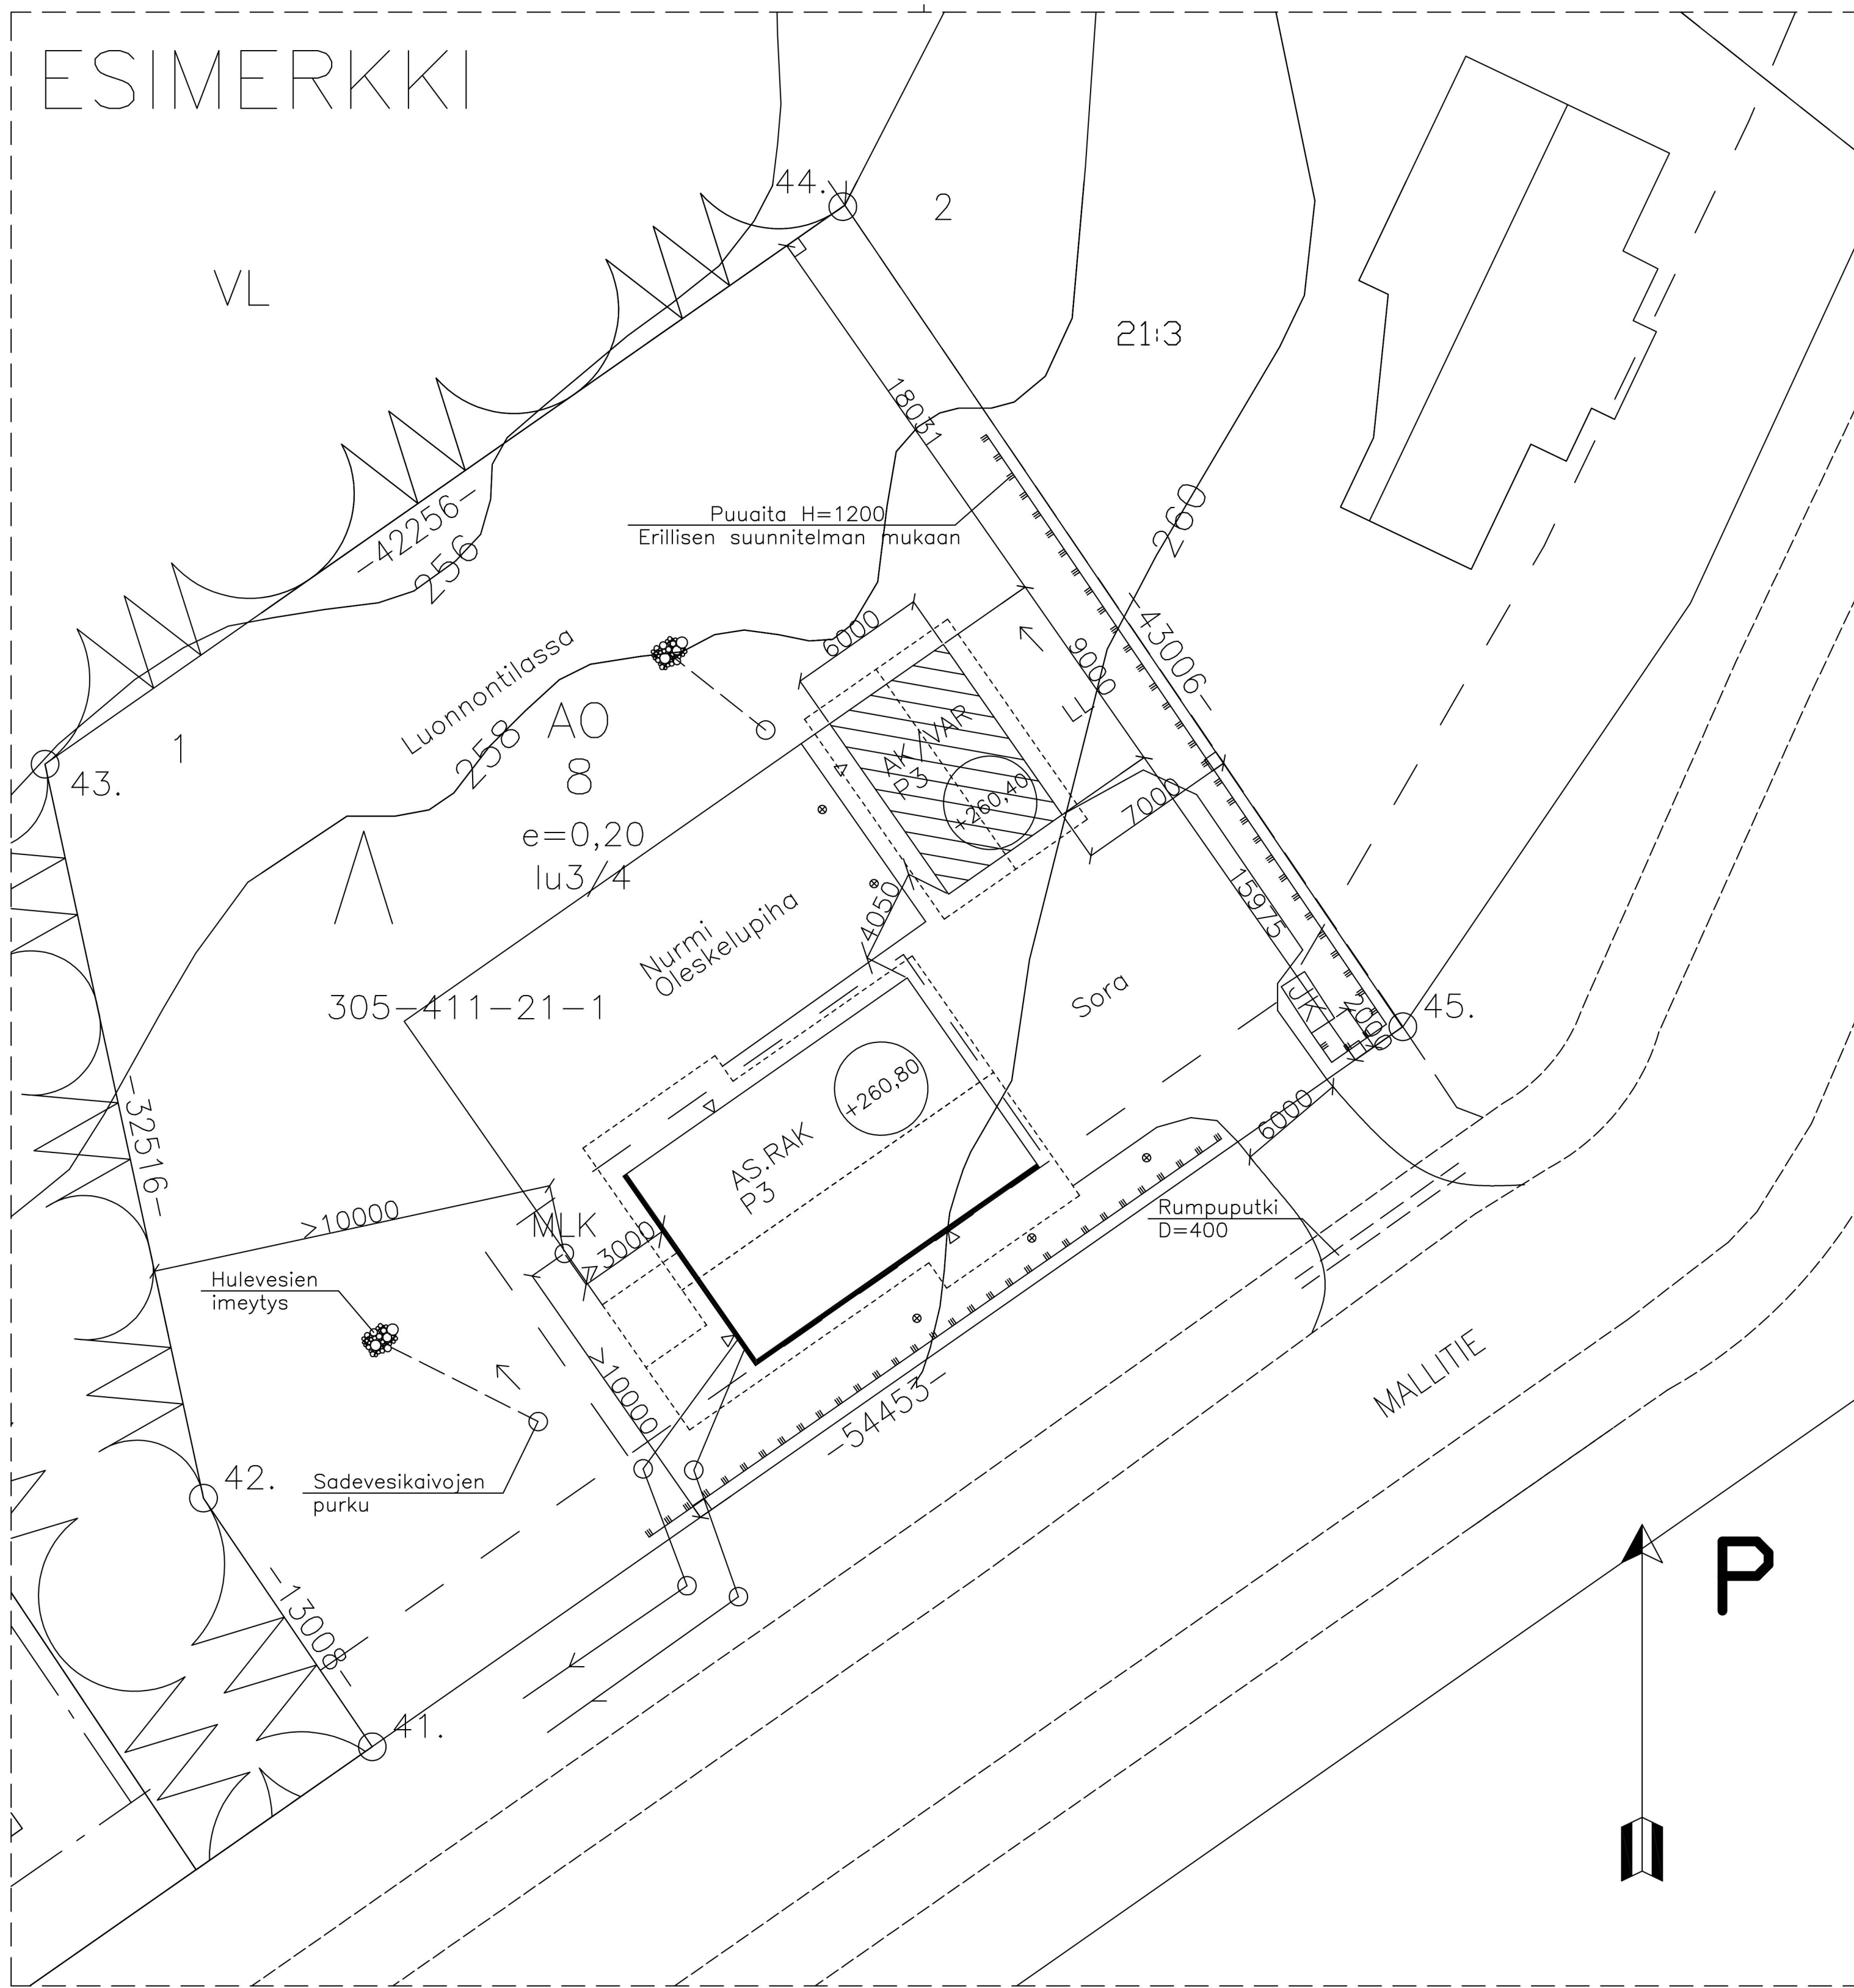 ESIMERKKI
44.
2
VL
21:3
18031
-42256-
256
Puuaita H=1200
Erillisen suunnitelman mukaan
260
-43006-
6000
9000
LL
Luonnontilassa
258
AO
8
e=0,20
lu3/4
1
43.
AK/VAR
P3
+260,40
7000
15975
4050
Nurmi
Oleskelupiha
305-411-21-1
Sora
JK
2000
45.
6000
+260,80
AS.RAK
P3
-32516-
>10000
MLK
>3000
Rumpuputki
D=400
Hulevesien
imeytys
>10000
-54453-
MALLITIE
42.
Sadevesikaivojen
purku
-13008-
41.
P